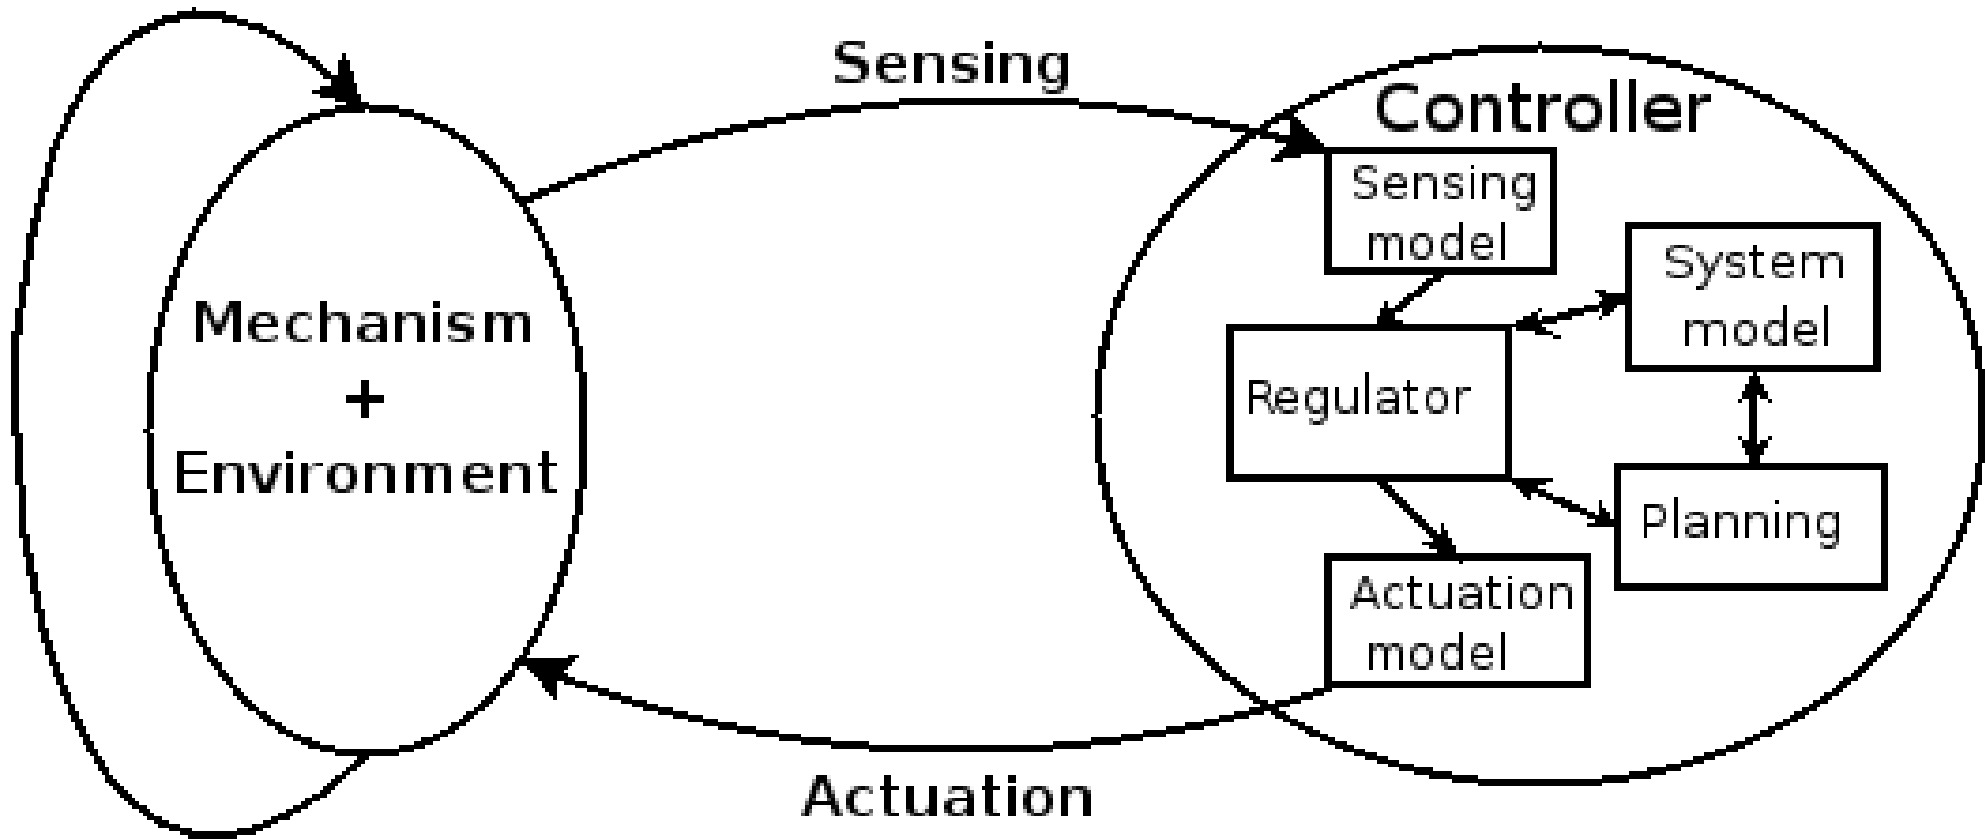 Sensing
Controller
Sensing
model
System
model
Mechanism
+
Environment
Regulator
Planning
Actuation
model
Actuation